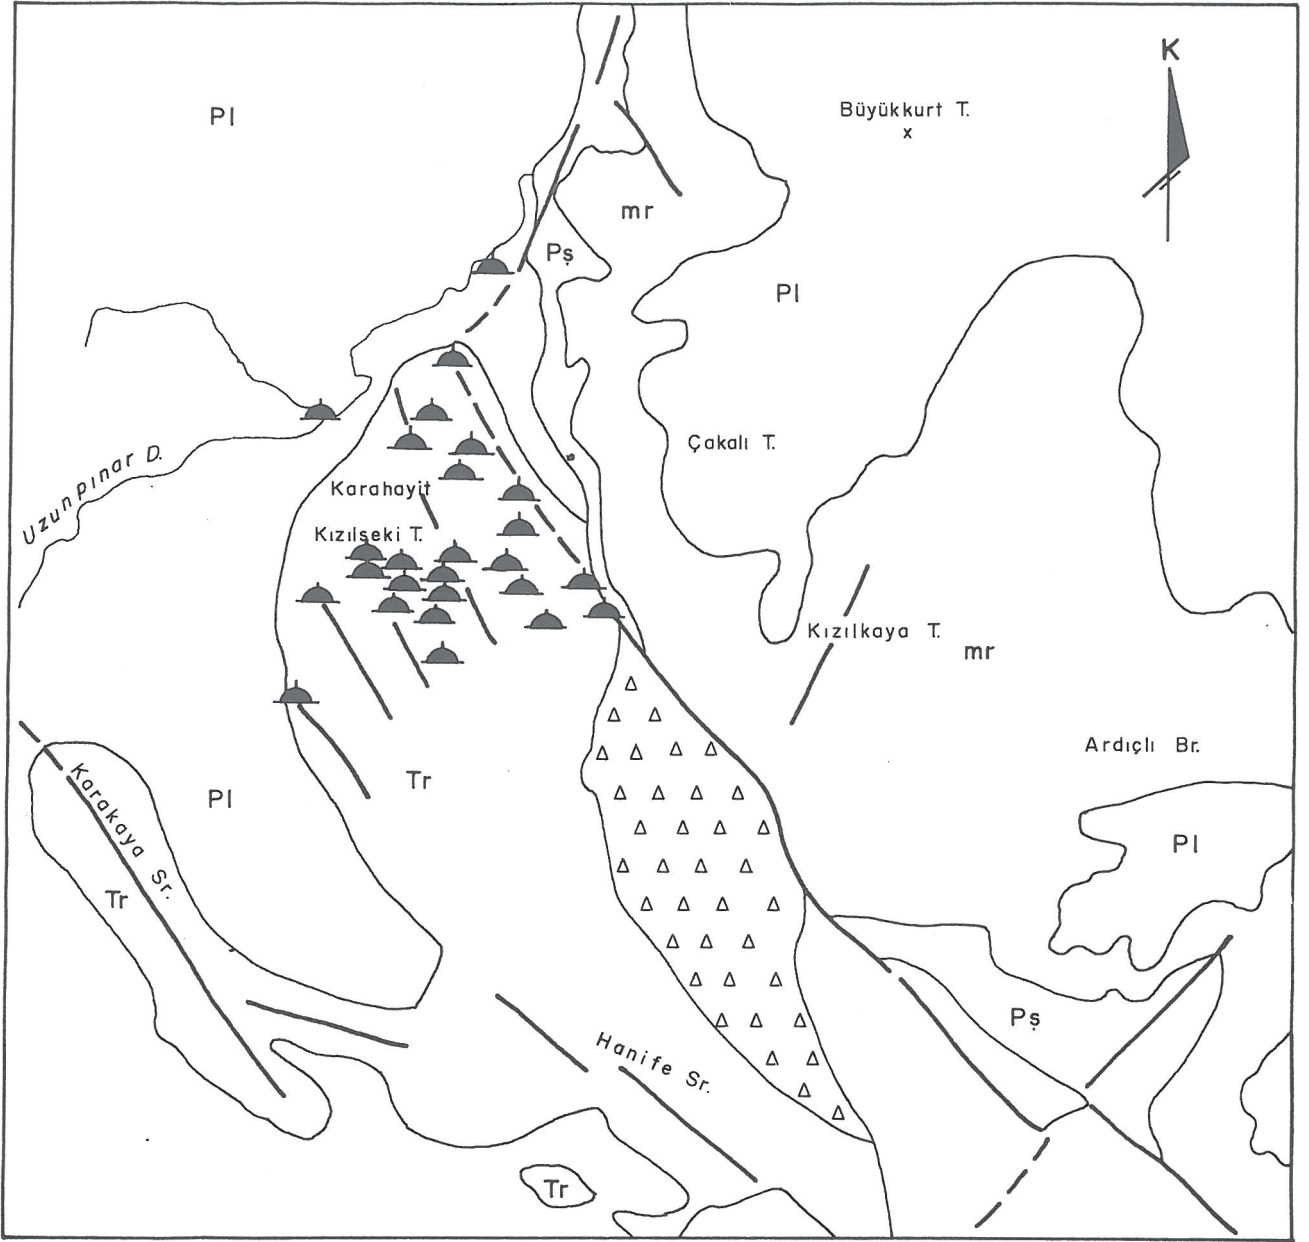 K
Pl
Büyükkurt T.
x
mr
Pş
Pl
Çakalı T.
Uzunpınar D.
Karahayit
Kızılseki T.
Kızılkaya T.
mr
Ardıçlı Br.
Karakaya Sr.
Pl
Tr
Pl
Tr
Pş
Hanife Sr.
Tr